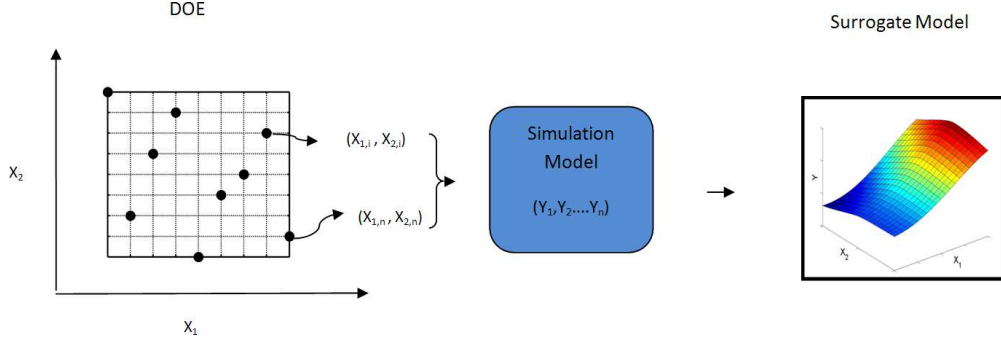 DOE
Surrogate Model
X₂
(X₁,ᵢ , X₂,ᵢ)
(X₁,ₙ , X₂,ₙ)
Simulation
Model
(Y₁,Y₂....Yₙ)
Y
X₂
X₁
X₁